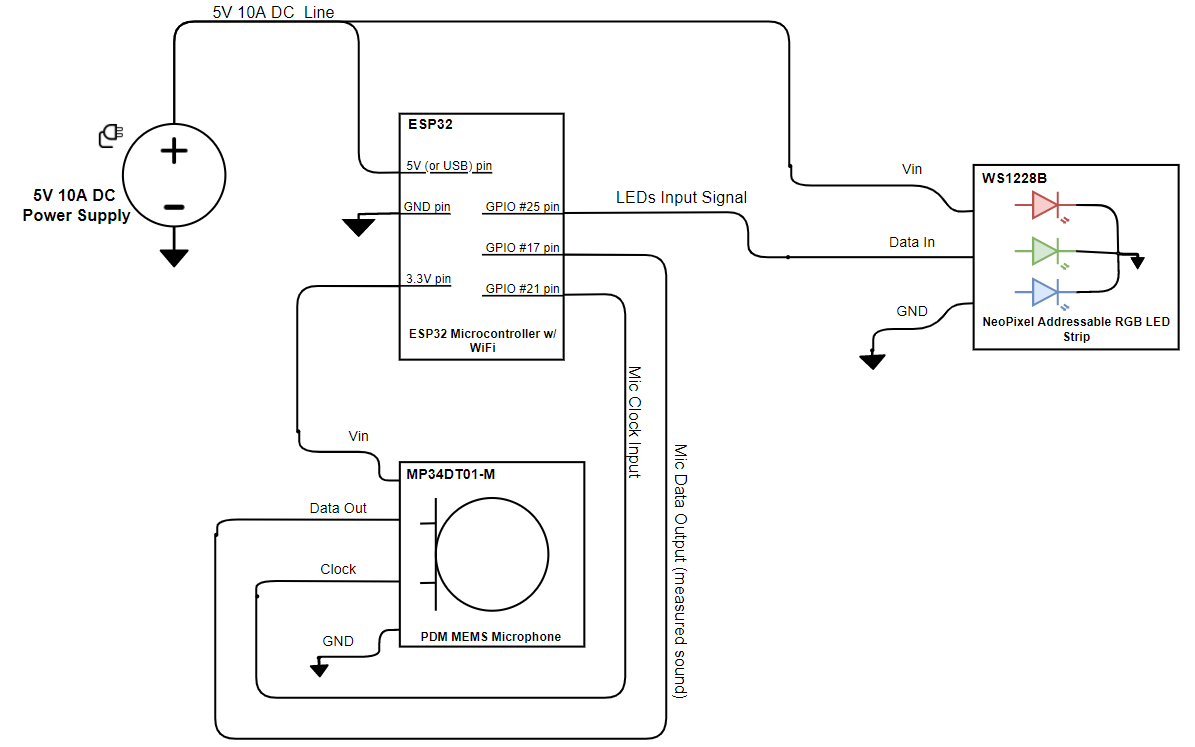 5V 10A DC  Line
5V 10A DC
Power Supply
ESP32
5V (or USB) pin
GND pin
GPIO #25 pin
GPIO #17 pin
3.3V pin
GPIO #21 pin
ESP32 Microcontroller w/
WiFi
LEDs Input Signal
Vin
Data In
GND
WS1228B
NeoPixel Addressable RGB LED
Strip
Mic Clock Input
Mic Data Output (measured sound)
Vin
Data Out
Clock
GND
MP34DT01-M
PDM MEMS Microphone